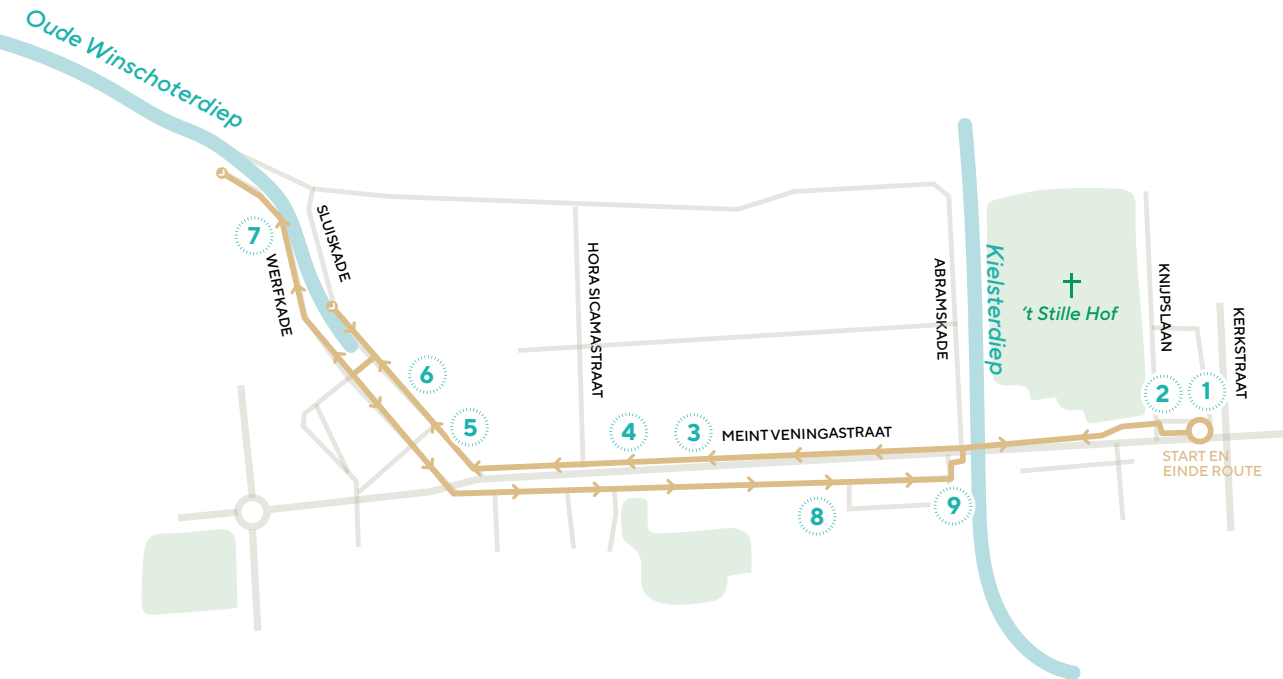 Oude Winschoterdiep
SLUISKADE
7
WERFKADE
HORA SICAMASTRAAT
ABRAMSKADE
Kielsterdiep
't Stille Hof
KNIJPSLAAN
KERKSTRAAT
6
5
4
3
MEINT VENINGASTRAAT
2
1
START EN
EINDE ROUTE
8
9